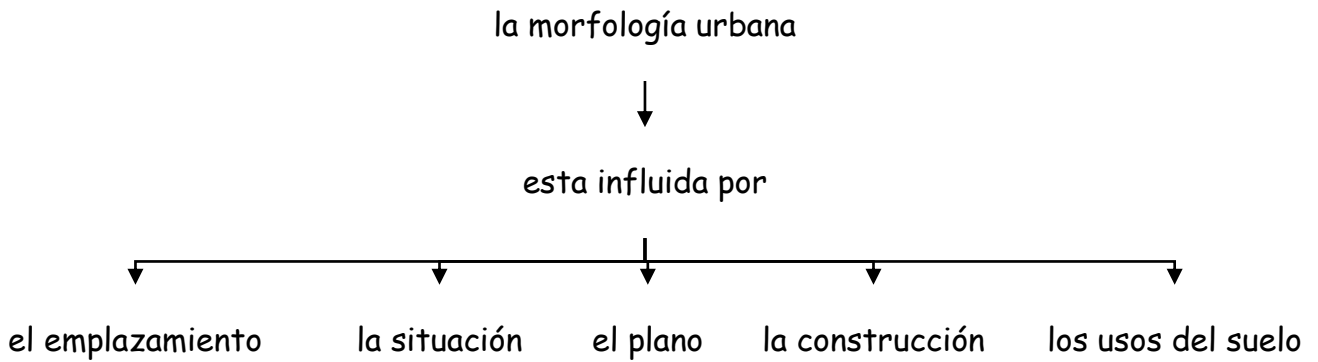 la morfología urbana
esta influida por
el emplazamiento la situación el plano la construcción los usos del suelo